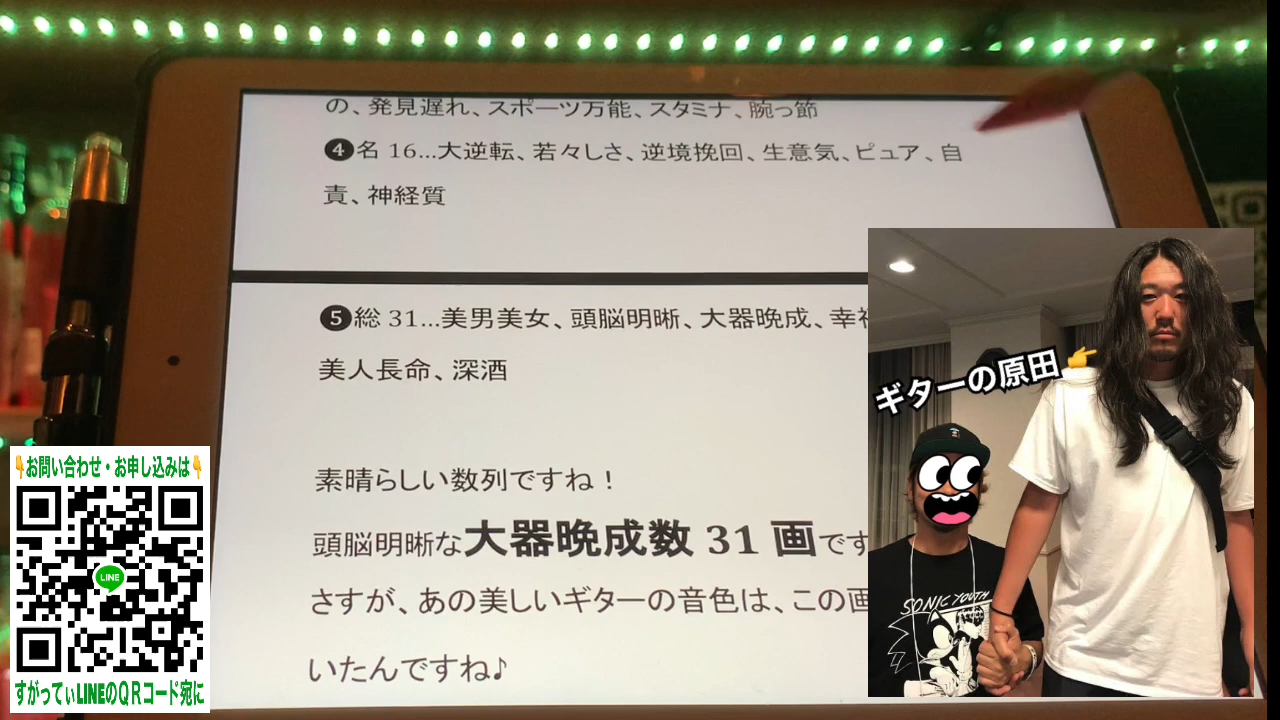 の、発見遅れ、スポーツ万能、スタミナ、腕っ節
❹名 16…大逆転、若々しさ、逆境挽回、生意気、ピュア、自
責、神経質
❺総 31…美男美女、頭脳明晰、大器晩成、幸
美人長命、深酒
素晴らしい数列ですね！
頭脳明晰な大器晩成数 31 画です
さすが、あの美しいギターの音色は、この画
いたんですね♪
ギターの原田👉
SONIC YOUTH
👇お問い合わせ・お申し込みは👇
LINE
すがってぃLINEのQRコード宛に